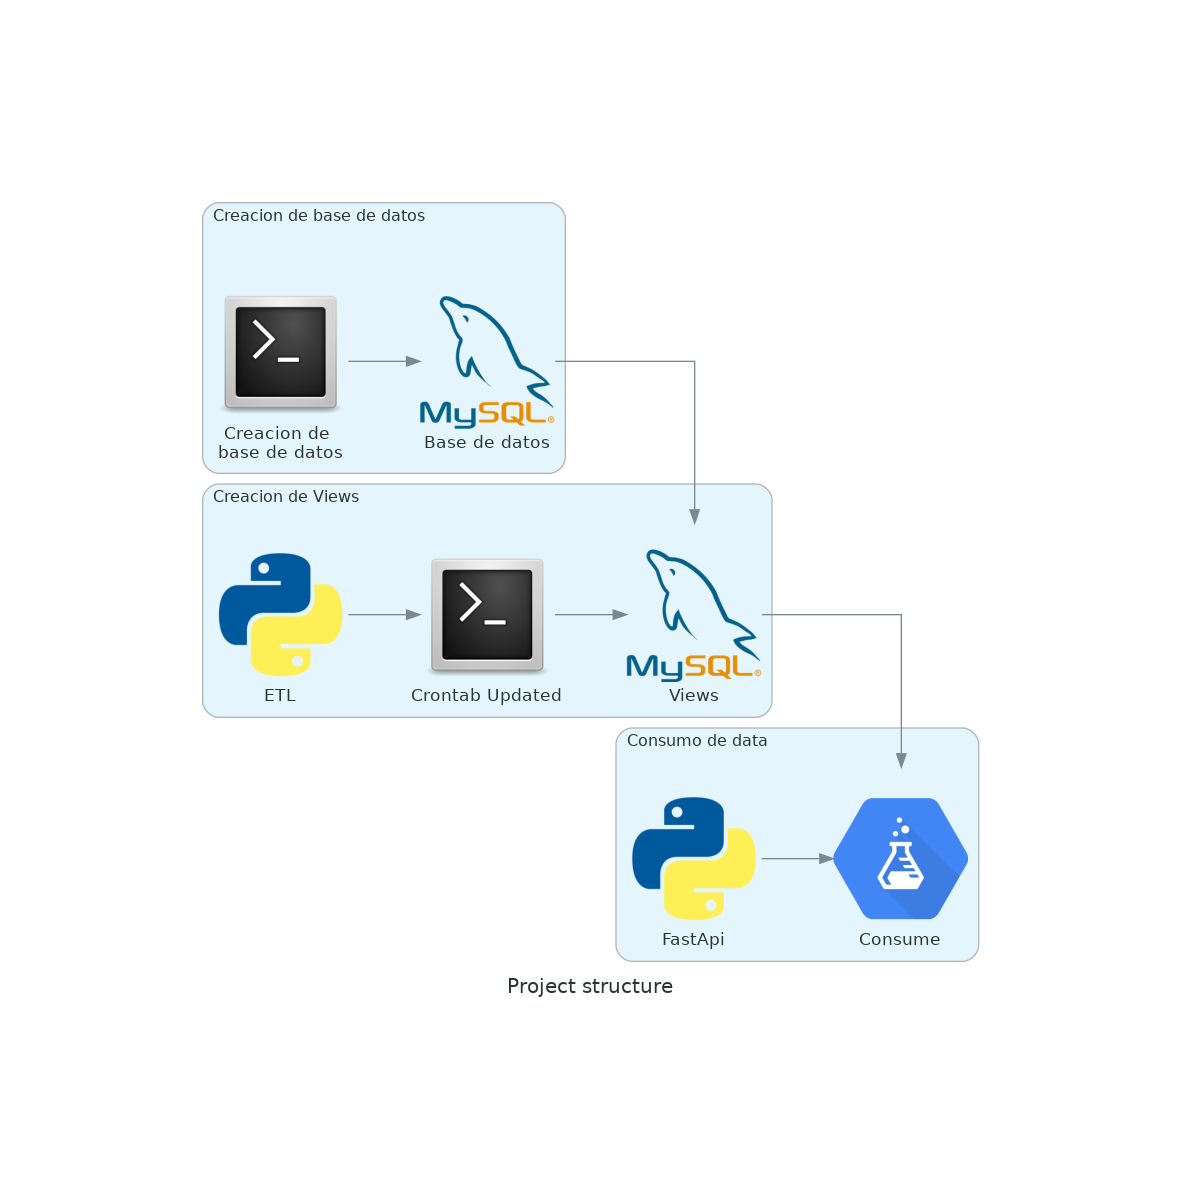 Creacion de base de datos
MySQL®
Creacion de
base de datos
Base de datos
Creacion de Views
MySQL®
ETL
Crontab Updated
Views
Consumo de data
FastApi
Consume
Project structure